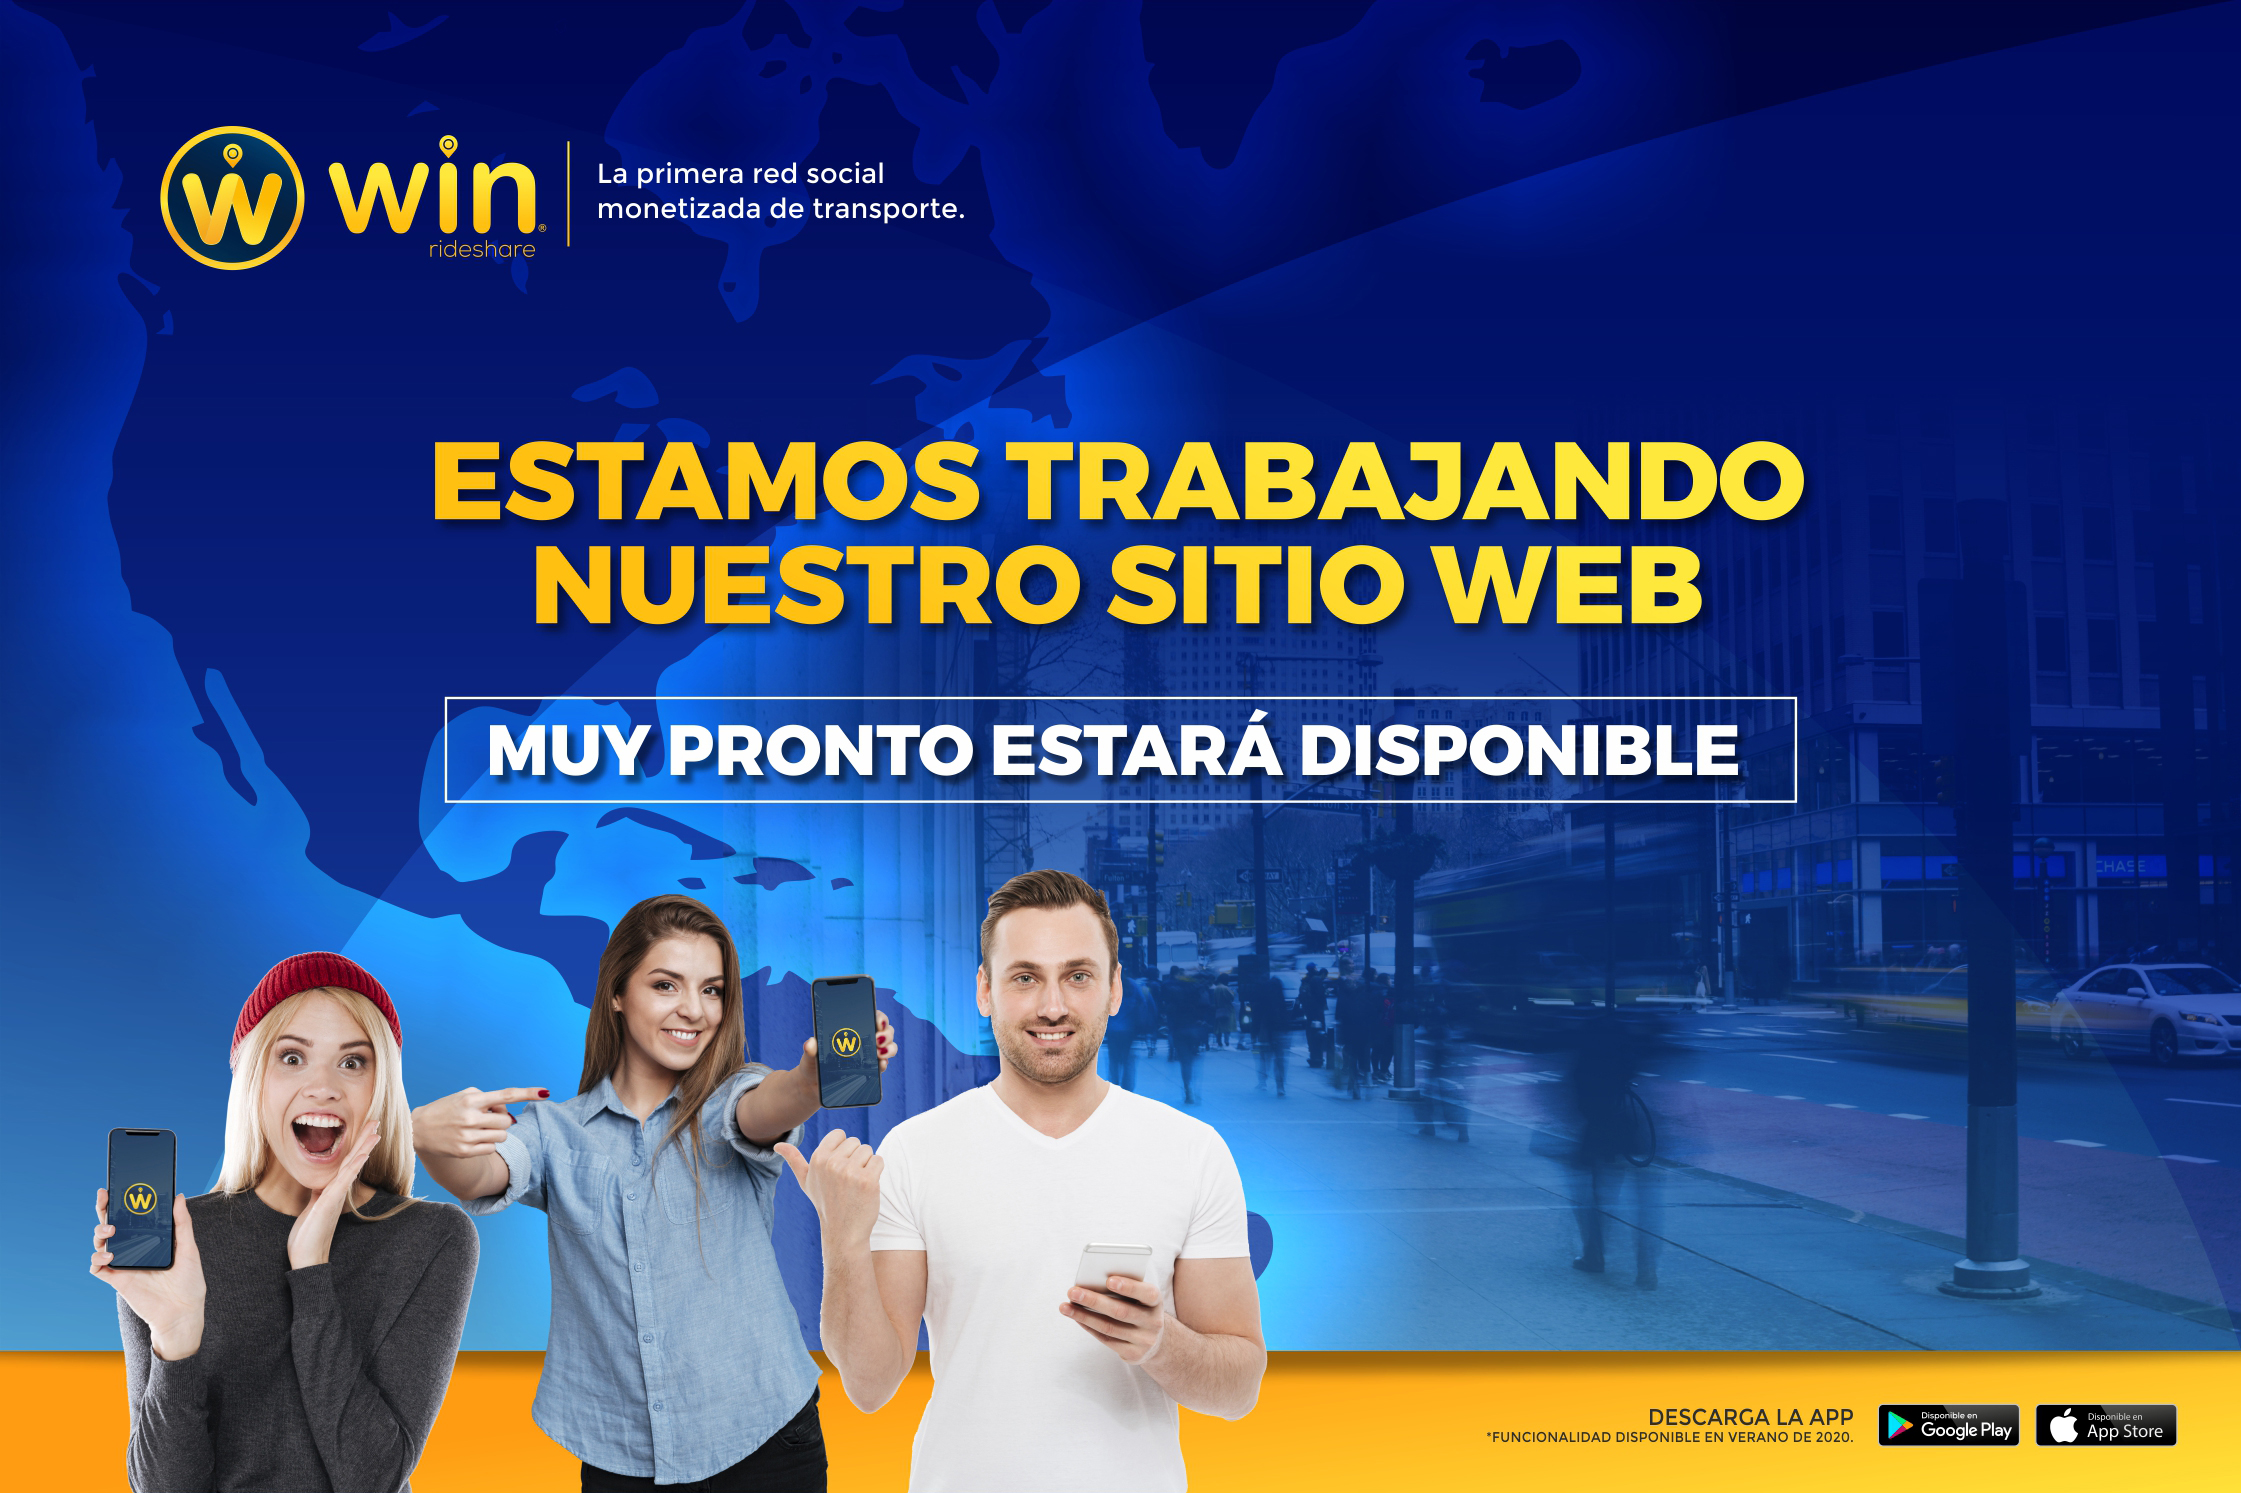 win®
rideshare
La primera red social
monetizada de transporte.
ESTAMOS TRABAJANDO
NUESTRO SITIO WEB
MUY PRONTO ESTARÁ DISPONIBLE
CHASE
DESCARGA LA APP
*FUNCIONALIDAD DISPONIBLE EN VERANO DE 2020.
Disponible en
Google Play
Disponible en
App Store